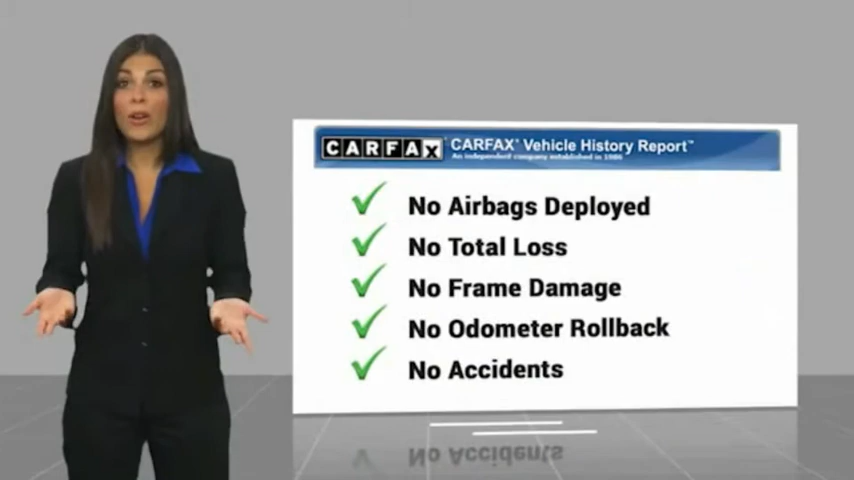 CARFAX CARFAX® Vehicle History Report™
An independent company established in 1986
No Airbags Deployed
No Total Loss
No Frame Damage
No Odometer Rollback
No Accidents
No Accidents